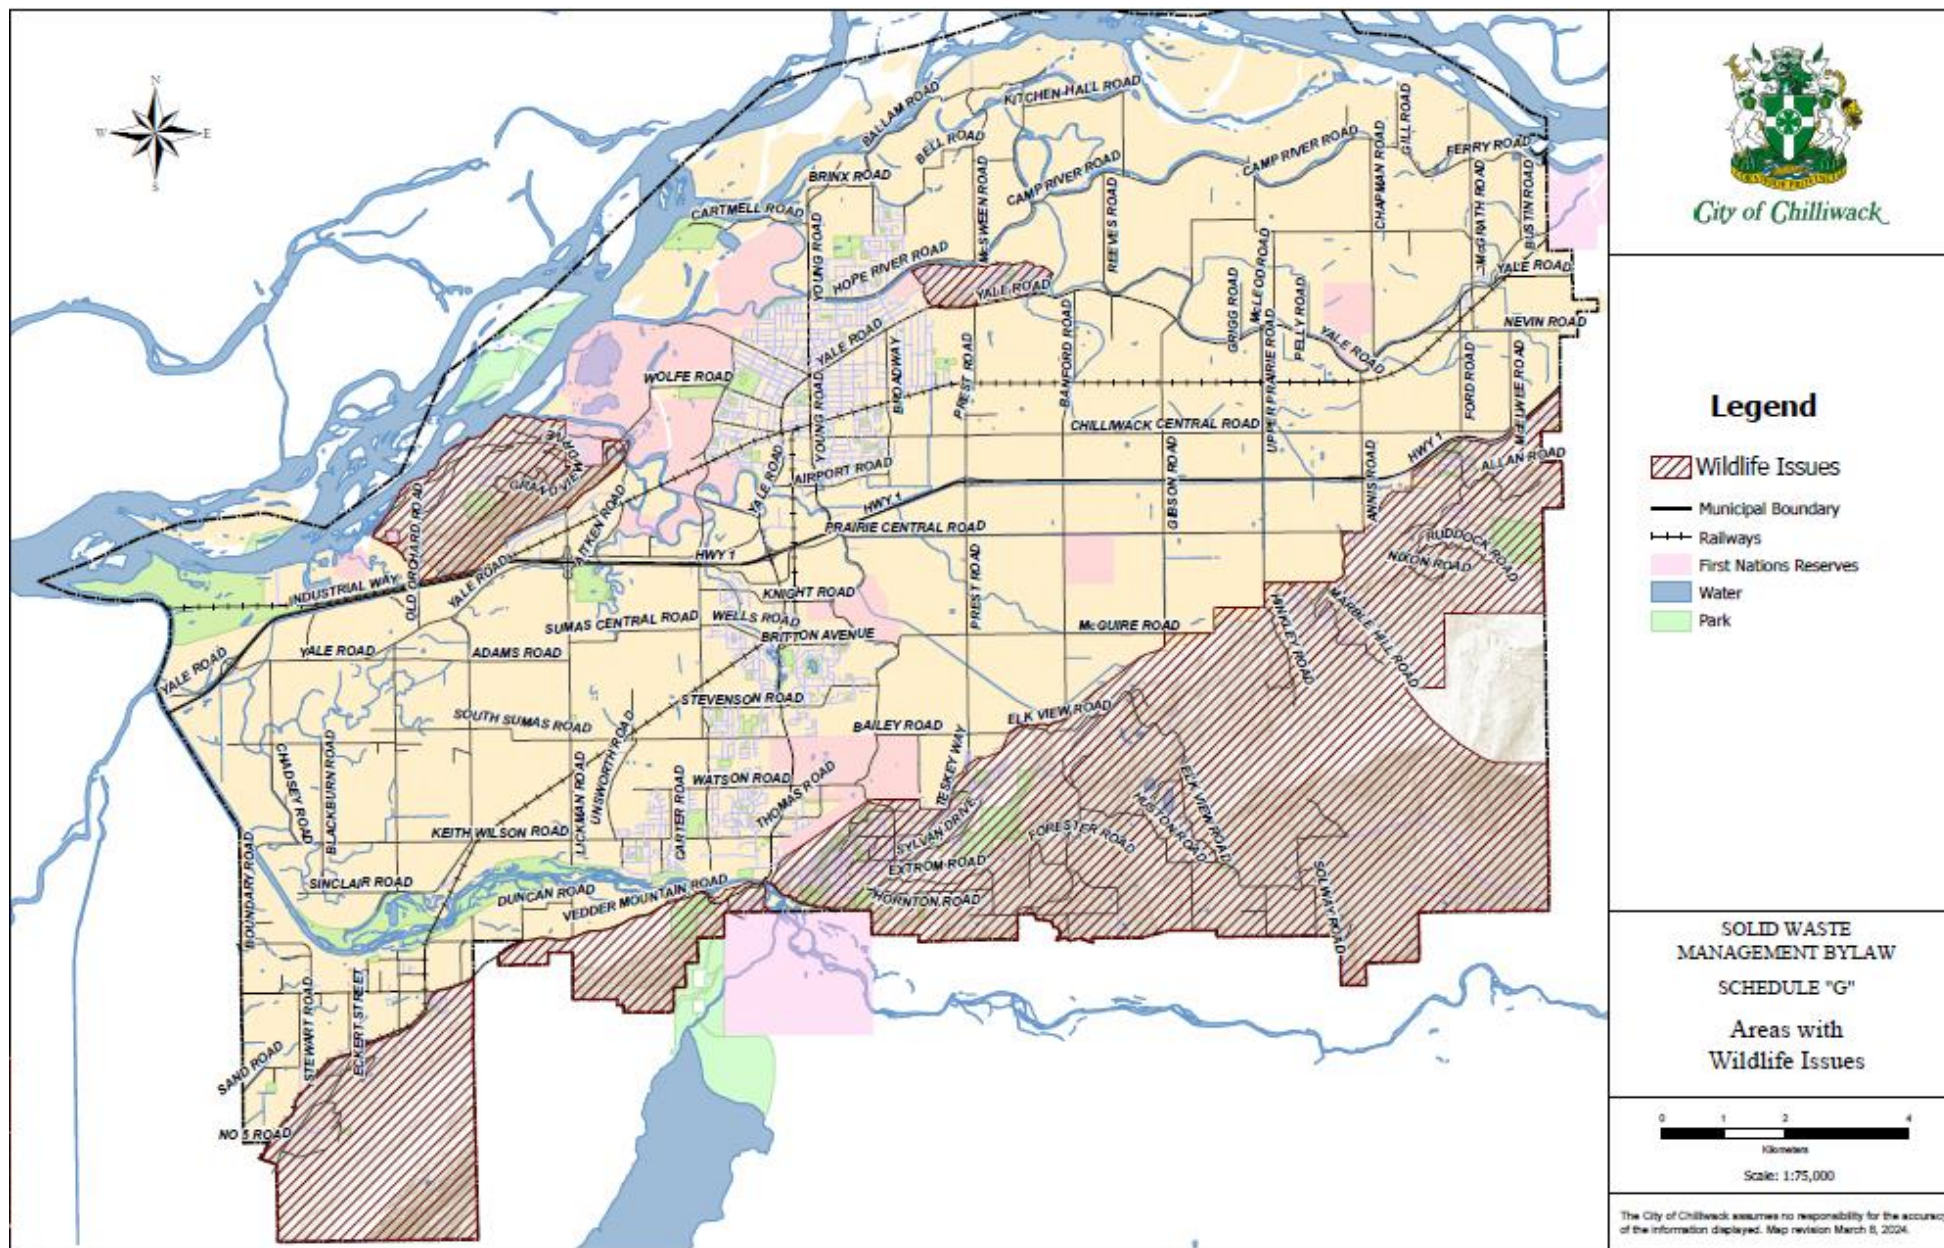 N
W
E
S
BALLAM ROAD
KITCHEN-HALL ROAD
BELL ROAD
BRINX ROAD
CARTMELL ROAD
YOUNG ROAD
McSWEEN ROAD
CAMP RIVER ROAD
REEVES ROAD
CAMP RIVER ROAD
CHAPMAN ROAD
GILL ROAD
FERRY ROAD
McGRATH ROAD
BUSTIN ROAD
HOPE RIVER ROAD
YALE ROAD
McLEOD ROAD
GRIGG ROAD
PELLY ROAD
YALE ROAD
NEVIN ROAD
YALE ROAD
YALE ROAD
WOLFE ROAD
BROADWAY
PREST ROAD
BANFORD ROAD
UPPER PRAIRIE ROAD
FORD ROAD
McELWEE ROAD
YOUNG ROAD
CHILLIWACK CENTRAL ROAD
GRANDVIEW
AIRPORT ROAD
YALE ROAD
GIBSON ROAD
ANNIS ROAD
HWY 1
ALLAN ROAD
OLD ORCHARD ROAD
AITKEN ROAD
HWY 1
PRAIRIE CENTRAL ROAD
RUDDOCK ROAD
NIXON ROAD
HWY 1
YALE ROAD
INDUSTRIAL WAY
KNIGHT ROAD
PREST ROAD
HINKLEY ROAD
MARBLE HILL ROAD
SUMAS CENTRAL ROAD
WELLS ROAD
BRITTON AVENUE
McGUIRE ROAD
YALE ROAD
YALE ROAD
ADAMS ROAD
STEVENSON ROAD
SOUTH SUMAS ROAD
UNSWORTH ROAD
BAILEY ROAD
ELK VIEW ROAD
CHADSEY ROAD
BLACKBURN ROAD
LICKMAN ROAD
WATSON ROAD
THOMAS ROAD
TESKEY WAY
ELK VIEW ROAD
HUSTON ROAD
KEITH WILSON ROAD
CARTER ROAD
SYLVAN DRIVE
FORESTER ROAD
EXTROM ROAD
BOUNDARY ROAD
SINCLAIR ROAD
DUNCAN ROAD
VEDDER MOUNTAIN ROAD
THORNTON ROAD
SOLWAY ROAD
STEWART ROAD
ECKERT STREET
SAND ROAD
NO 5 ROAD
City of Chilliwack
Legend
Wildlife Issues
Municipal Boundary
Railways
First Nations Reserves
Water
Park
SOLID WASTE
MANAGEMENT BYLAW
SCHEDULE "G"
Areas with
Wildlife Issues
0 1 2 4
Kilometers
Scale: 1:75,000
The City of Chilliwack assumes no responsibility for the accuracy
of the information displayed. Map revision March 8, 2024.